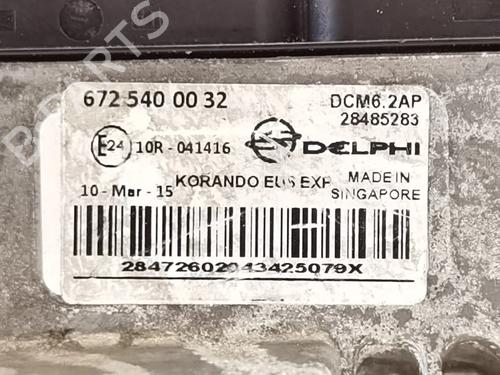 672 540 00 32
DCM6.2AP
28485283
E24 10R - 041416
DELPHI
10 - Mar - 15
KORANDO EU6 EXP
MADE IN
SINGAPORE
B PARTS